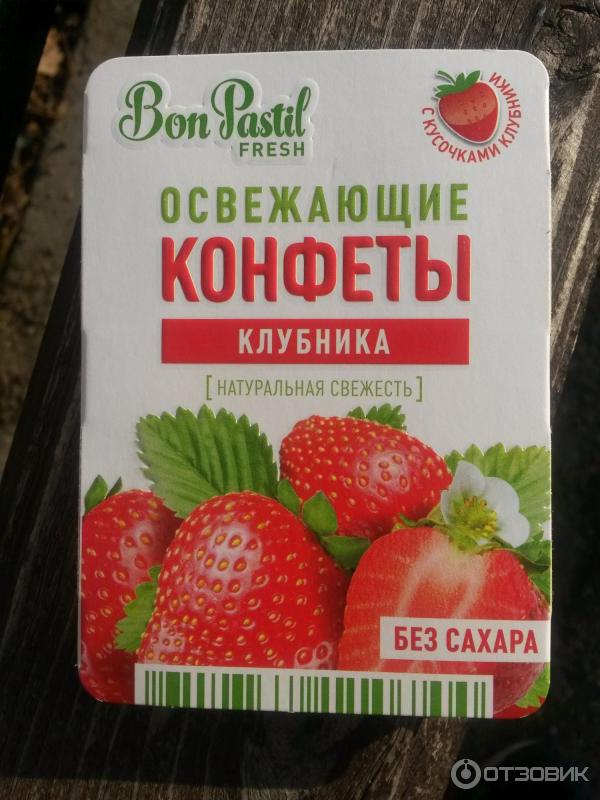 Bon Pastil
FRESH
С КУСОЧКАМИ КЛУБНИКИ
ОСВЕЖАЮЩИЕ
КОНФЕТЫ
КЛУБНИКА
[НАТУРАЛЬНАЯ СВЕЖЕСТЬ]
БЕЗ САХАРА
ОТЗОВИК